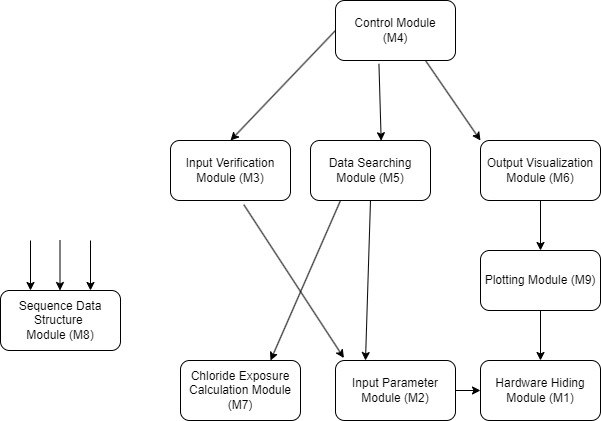 Control Module
(M4)
Input Verification
Module (M3)
Data Searching
Module (M5)
Output Visualization
Module (M6)
Sequence Data
Structure
Module (M8)
Plotting Module (M9)
Chloride Exposure
Calculation Module
(M7)
Input Parameter
Module (M2)
Hardware Hiding
Module (M1)